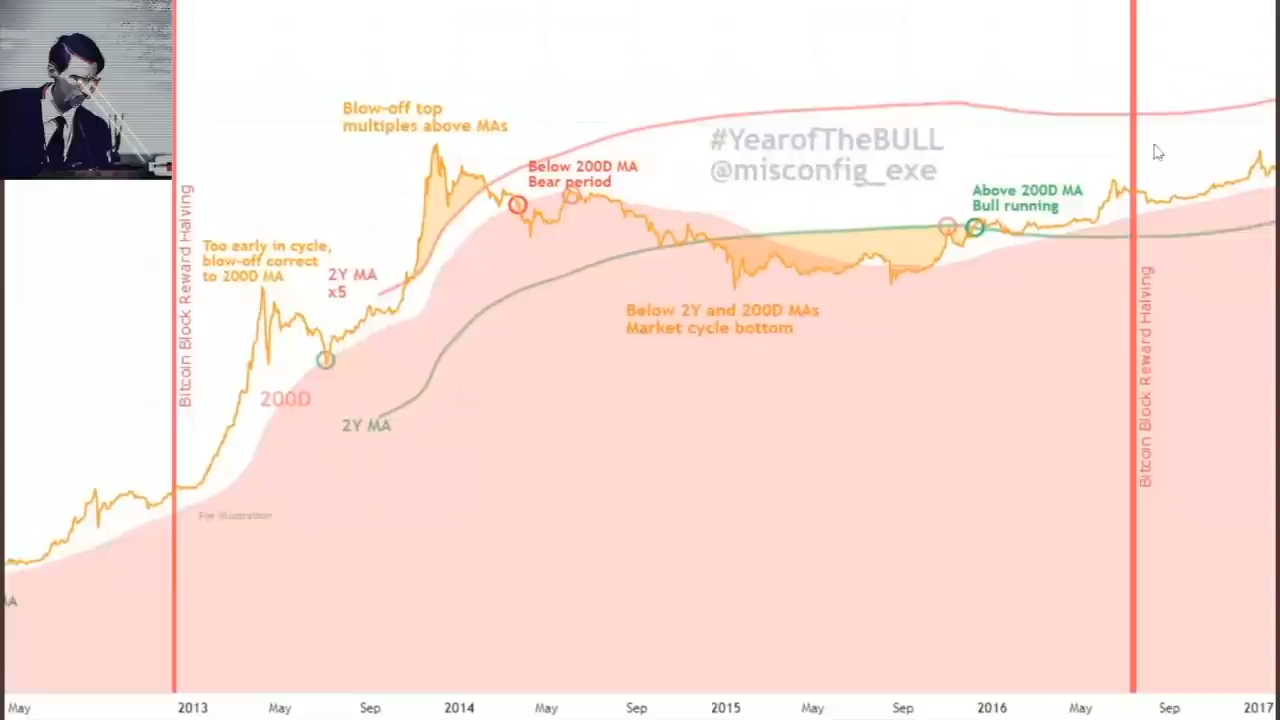 Blow-off top
multiples above MAs
#YearofTheBULL
@misconfig_exe
Below 200D MA
Bear period
Above 200D MA
Bull running
Bitcoin Block Reward Halving
Too early in cycle,
blow-off correct
to 200D MA
2Y MA
x5
Below 2Y and 200D MAs
Market cycle bottom
Bitcoin Block Reward Halving
200D
2Y MA
For illustration
May
2013
May
Sep
2014
May
Sep
2015
May
Sep
2016
May
Sep
2017